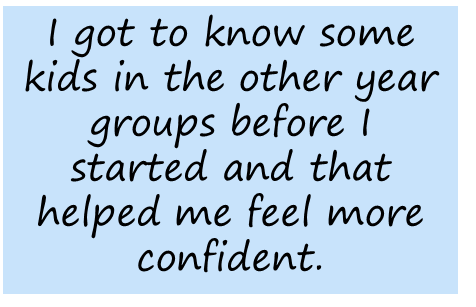 I got to know some
kids in the other year
groups before I
started and that
helped me feel more
confident.